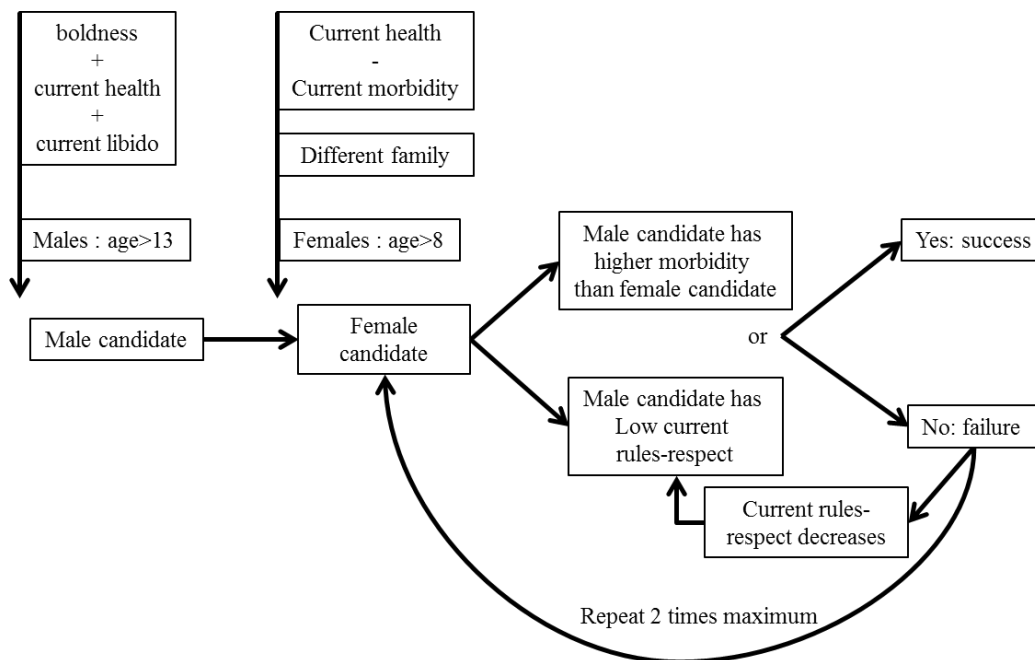 boldness
+
current health
+
current libido
Current health
-
Current morbidity
Different family
Males : age>13
Females : age>8
Male candidate
Female
candidate
Male candidate has
higher morbidity
than female candidate
or
Male candidate has
Low current
rules-respect
Yes: success
No: failure
Current rules-
respect decreases
Repeat 2 times maximum